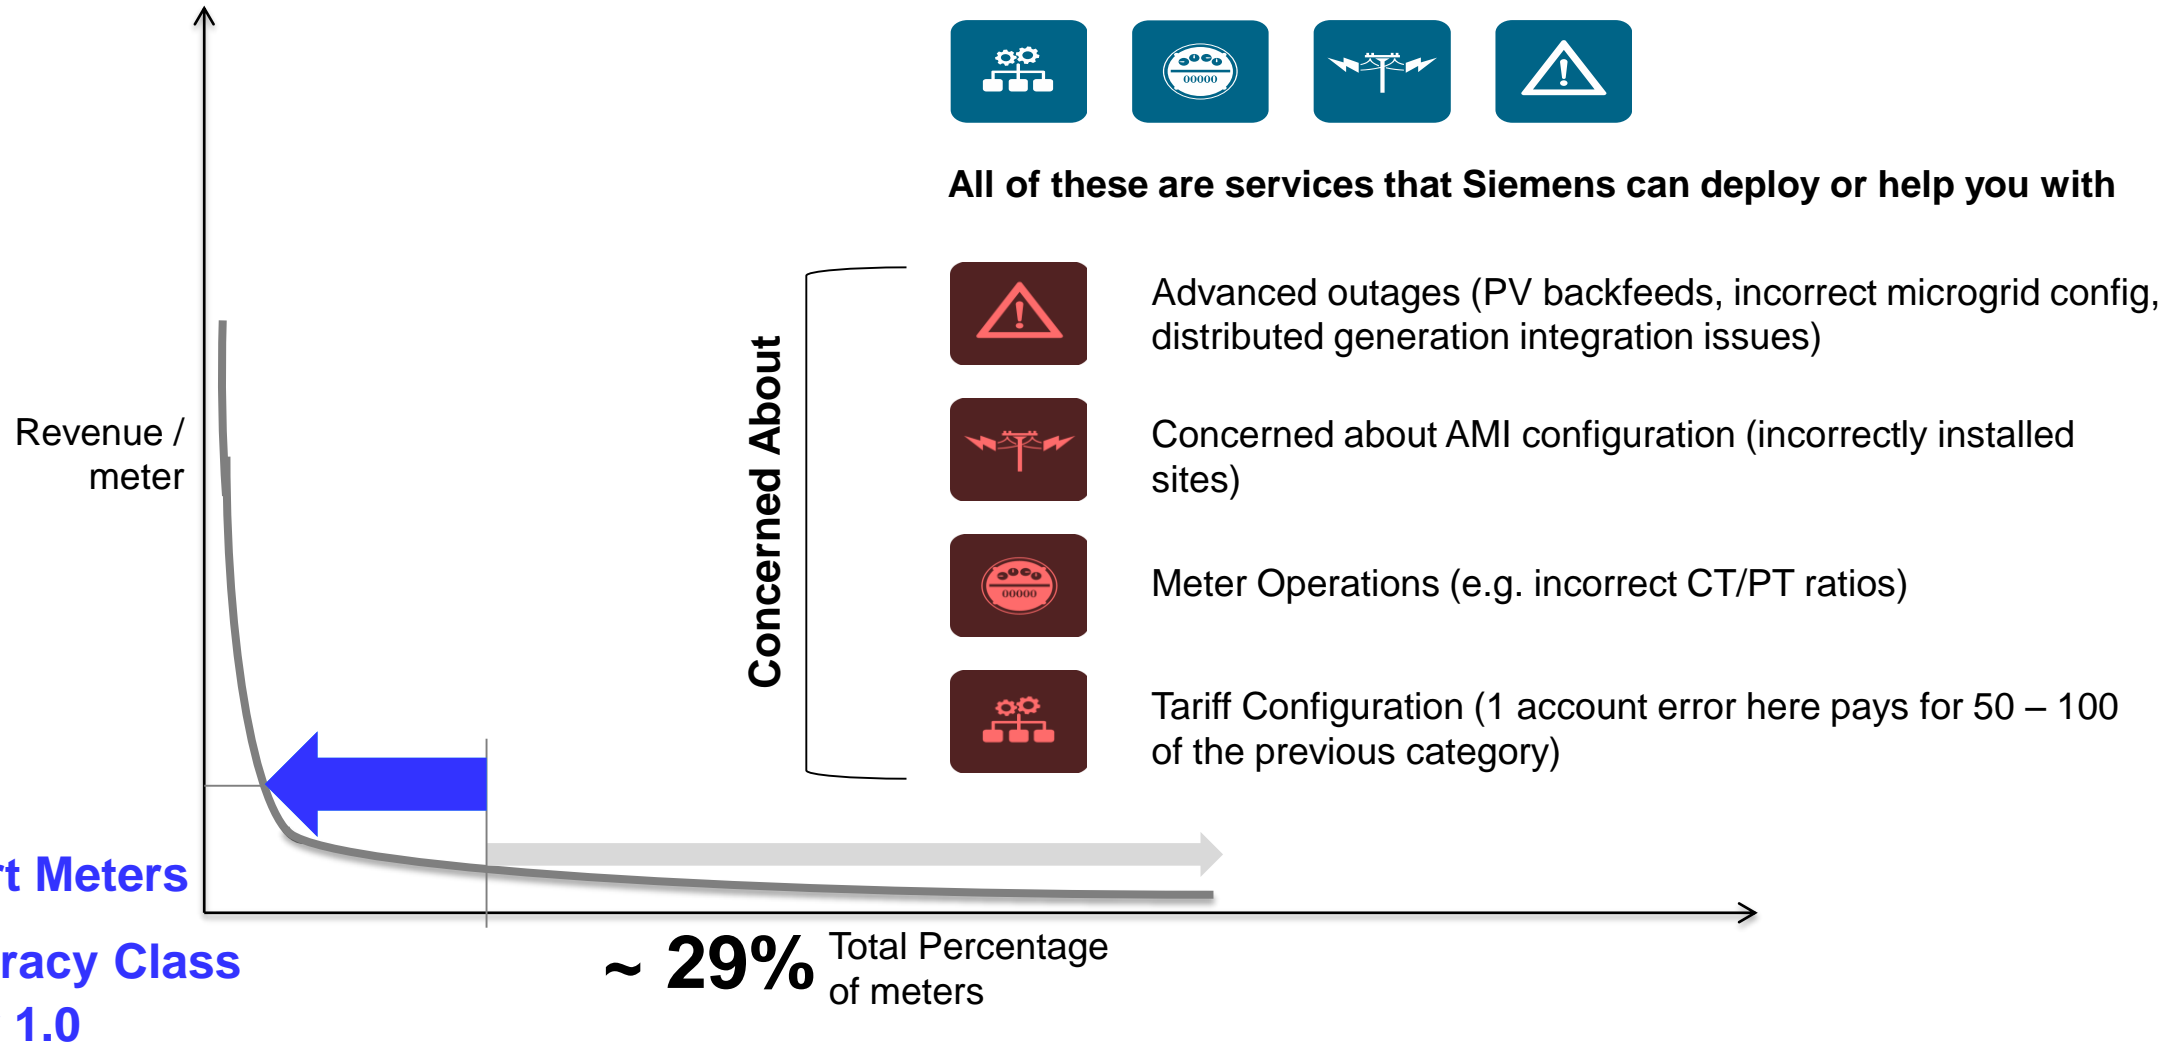 00000
All of these are services that Siemens can deploy or help you with
Concerned About
Advanced outages (PV backfeeds, incorrect microgrid config,
distributed generation integration issues)
Concerned about AMI configuration (incorrectly installed
sites)
00000
Meter Operations (e.g. incorrect CT/PT ratios)
Tariff Configuration (1 account error here pays for 50 – 100
of the previous category)
Revenue /
meter
rt Meters
racy Class
1.0
~ 29%
Total Percentage
of meters